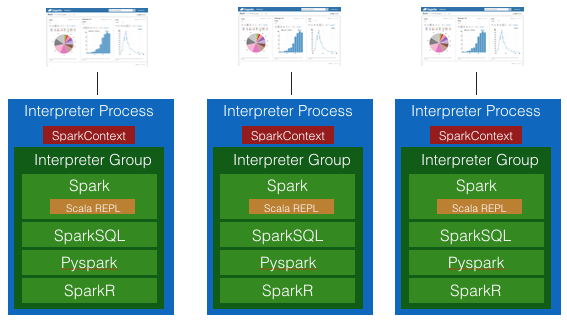 Interpreter Process
SparkContext
Interpreter Group
Spark
Scala REPL
SparkSQL
Pyspark
SparkR
Interpreter Process
SparkContext
Interpreter Group
Spark
Scala REPL
SparkSQL
Pyspark
SparkR
Interpreter Process
SparkContext
Interpreter Group
Spark
Scala REPL
SparkSQL
Pyspark
SparkR